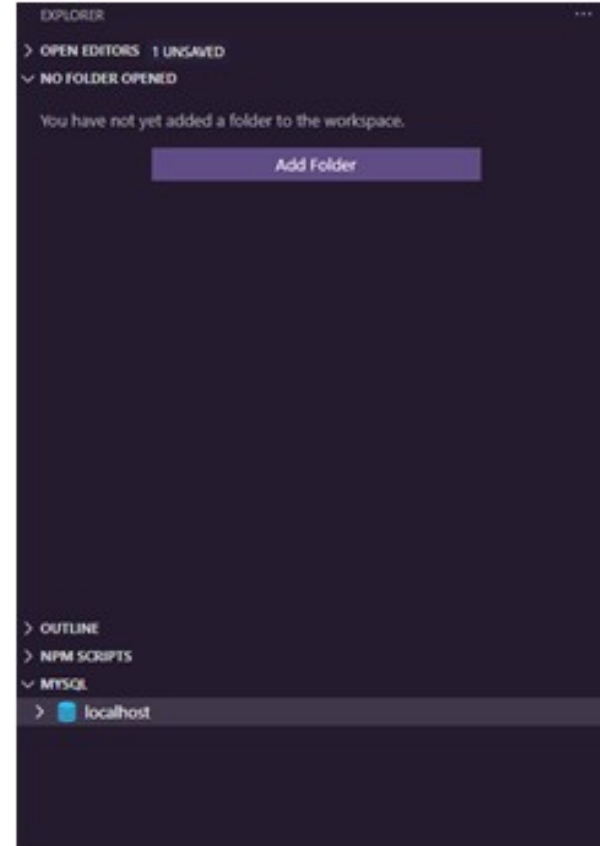 EXPLORER ...
OPEN EDITORS 1 UNSAVED
NO FOLDER OPENED
You have not yet added a folder to the workspace.
Add Folder
OUTLINE
NPM SCRIPTS
MYSQL
localhost